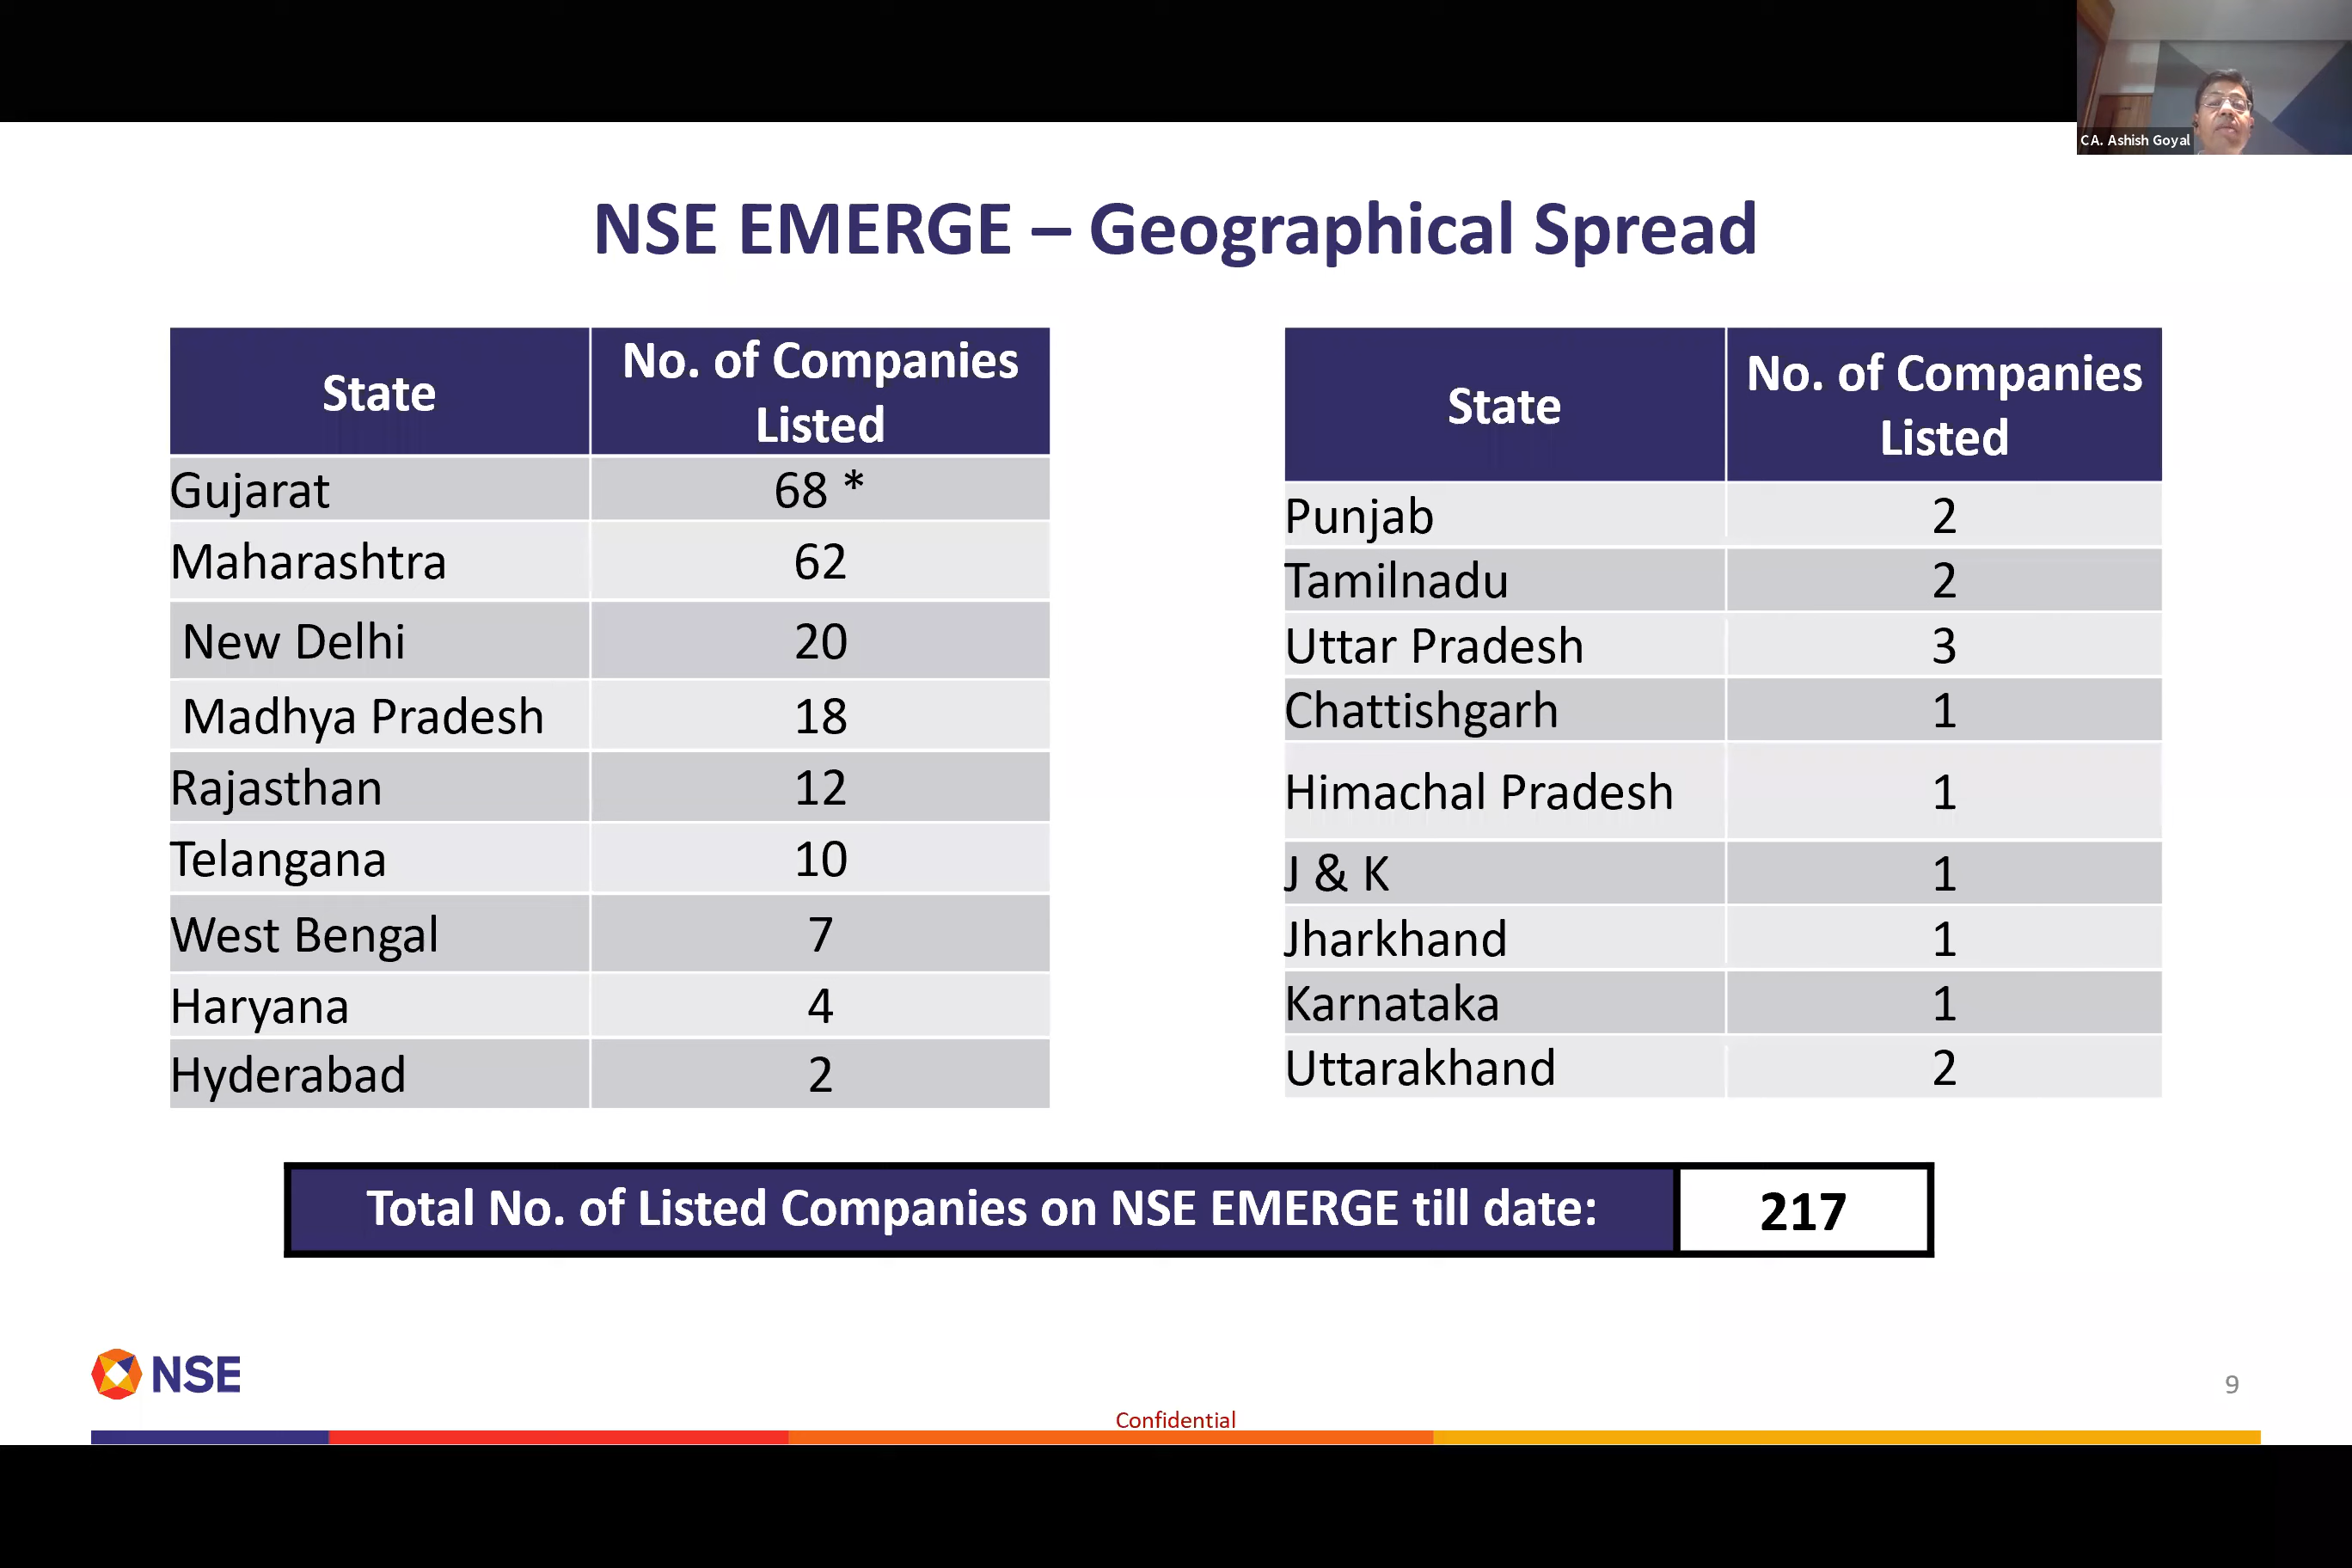 CA. Ashish Goyal
NSE EMERGE – Geographical Spread
State No. of Companies Listed
Gujarat 68 *
Maharashtra 62
New Delhi 20
Madhya Pradesh 18
Rajasthan 12
Telangana 10
West Bengal 7
Haryana 4
Hyderabad 2
State No. of Companies Listed
Punjab 2
Tamilnadu 2
Uttar Pradesh 3
Chattishgarh 1
Himachal Pradesh 1
J & K 1
Jharkhand 1
Karnataka 1
Uttarakhand 2
Total No. of Listed Companies on NSE EMERGE till date: 217
NSE
9
Confidential